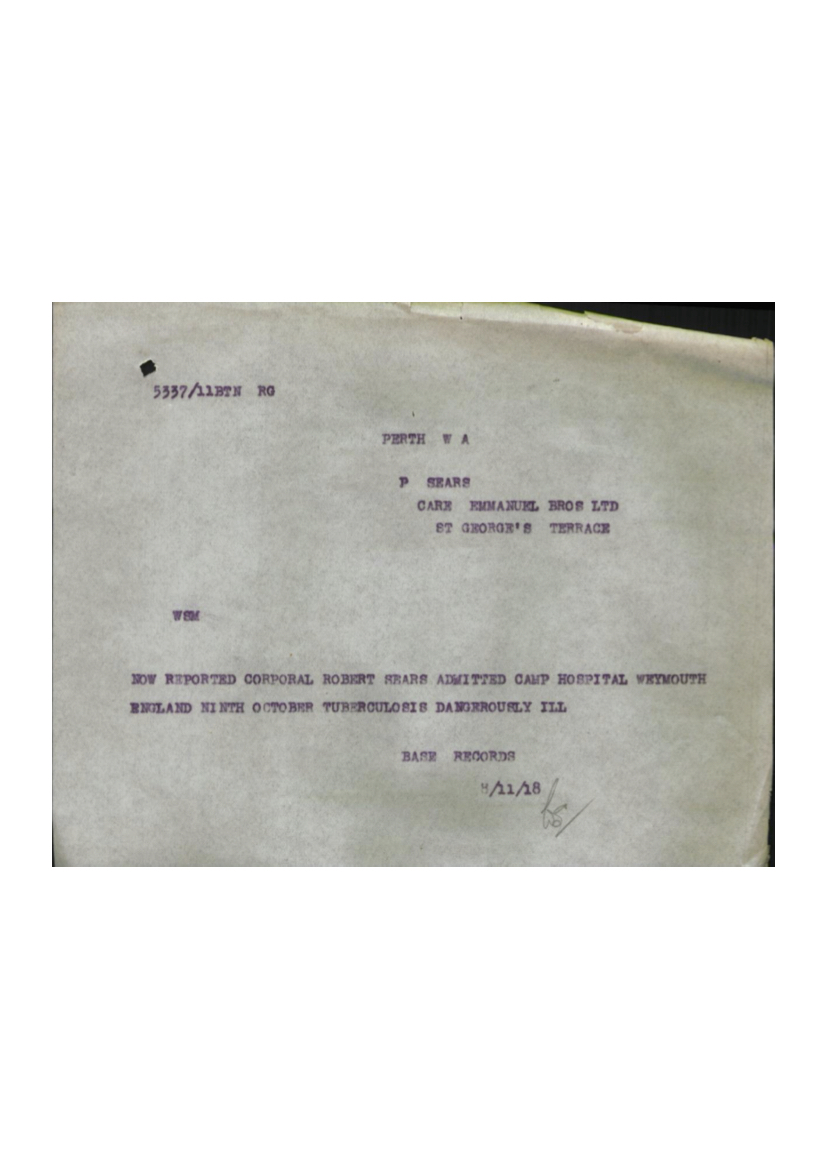 5337/11BTN RG
PERTH W A
P SEARS
CARE EMMANUEL BROS LTD
ST GEORGE'S TERRACE
WSM
NOW REPORTED CORPORAL ROBERT SEARS ADMITTED CAMP HOSPITAL WEYMOUTH
ENGLAND NINTH OCTOBER TUBERCULOSIS DANGEROUSLY ILL
BASE RECORDS
8/11/18